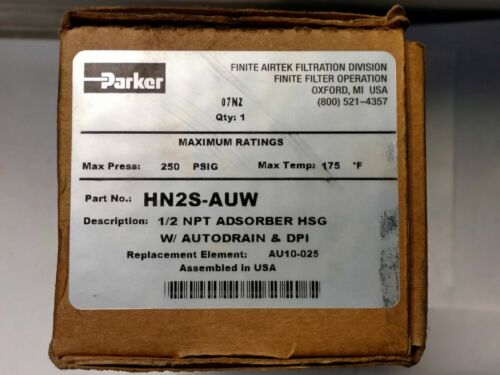 Parker
FINITE AIRTEK FILTRATION DIVISION
FINITE FILTER OPERATION
OXFORD, MI USA
(800) 521-4357
07NZ
Qty: 1
MAXIMUM RATINGS
Max Press: 250 PSIG Max Temp: 175 °F
Part No.: HN2S-AUW
Description: 1/2 NPT ADSORBER HSG
W/ AUTODRAIN & DPI
Replacement Element: AU10-025
Assembled in USA